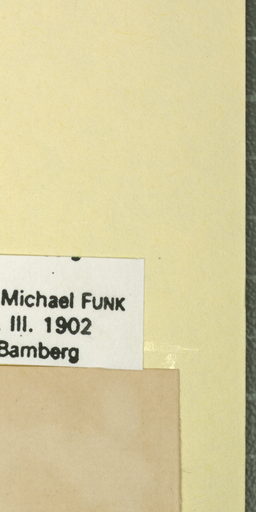 Michael FUNK
. III. 1902
Bamberg